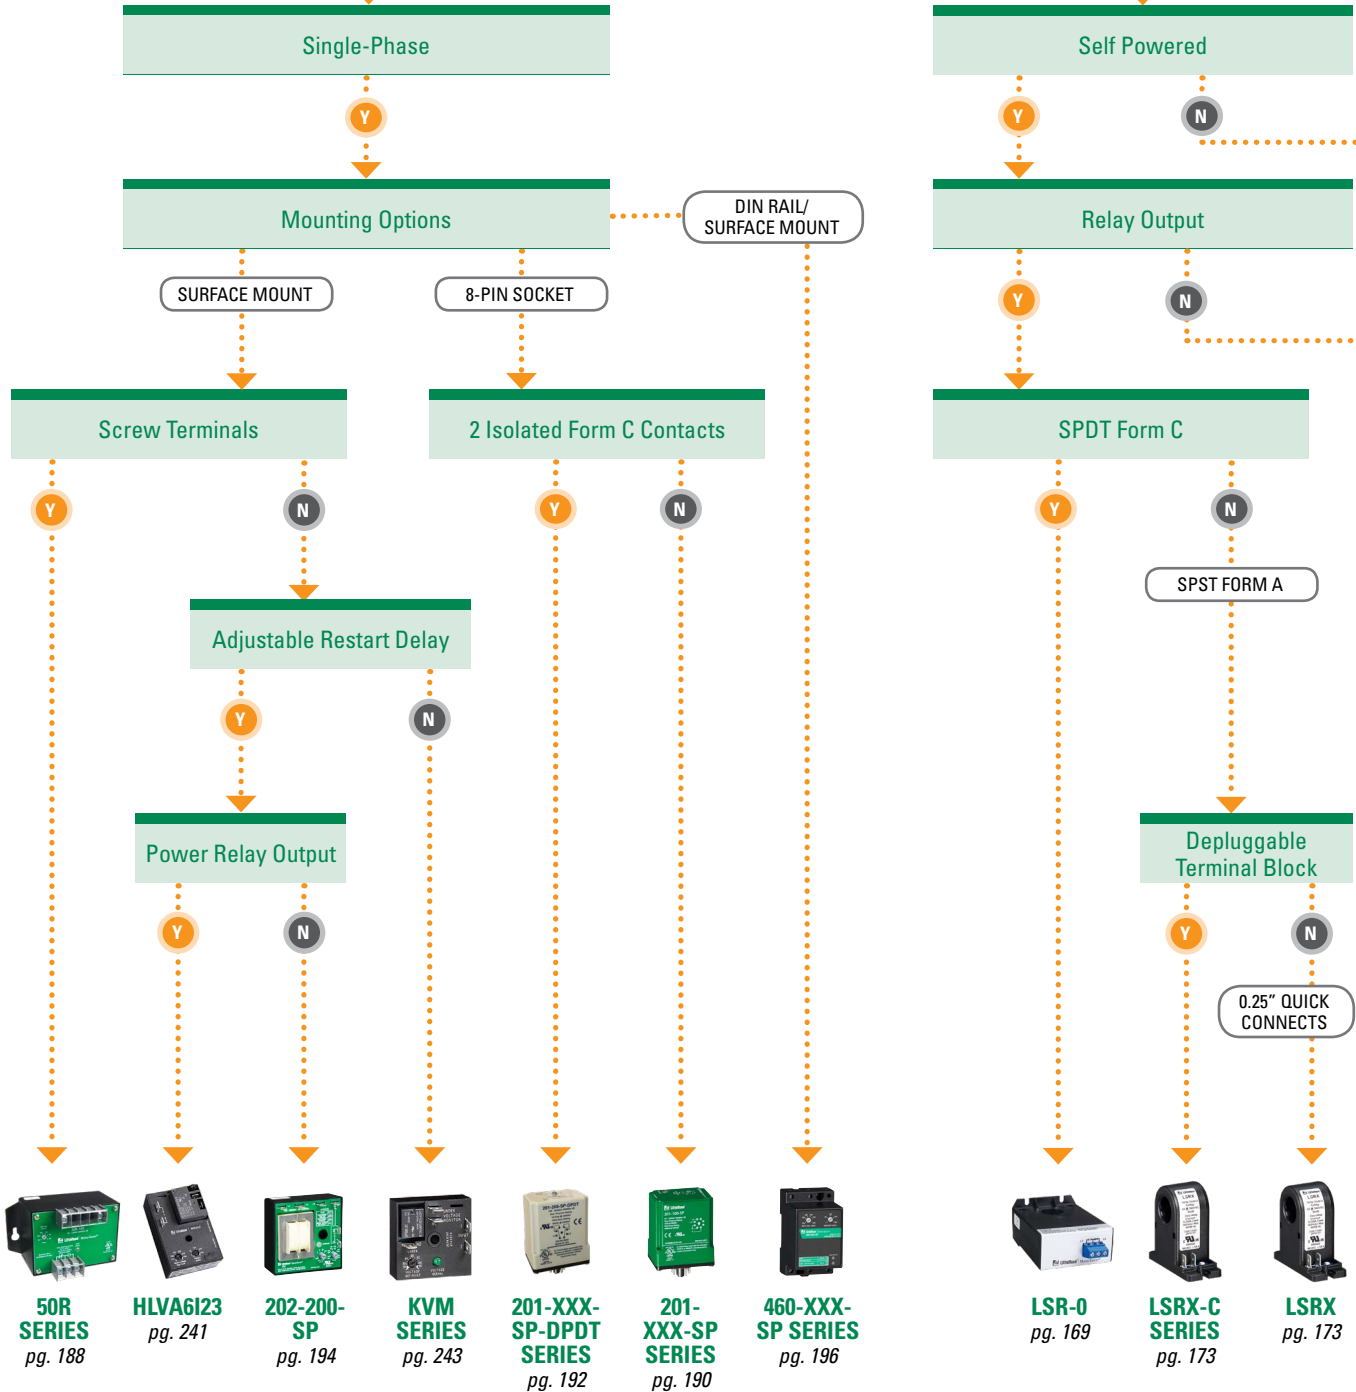 Single-Phase
Self Powered
Y
Y
N
Mounting Options
DIN RAIL/
SURFACE MOUNT
Relay Output
SURFACE MOUNT
8-PIN SOCKET
Y
N
Screw Terminals
2 Isolated Form C Contacts
SPDT Form C
Y
N
Y
N
Y
N
SPST FORM A
Adjustable Restart Delay
Y
N
Power Relay Output
Depluggable
Terminal Block
Y
N
Y
N
0.25” QUICK
CONNECTS
50R
SERIES
pg. 188
HLVA6I23
pg. 241
202-200-
SP
pg. 194
KVM
SERIES
pg. 243
201-XXX-
SP-DPDT
SERIES
pg. 192
201-
XXX-SP
SERIES
pg. 190
460-XXX-
SP SERIES
pg. 196
LSR-0
pg. 169
LSRX-C
SERIES
pg. 173
LSRX
pg. 173